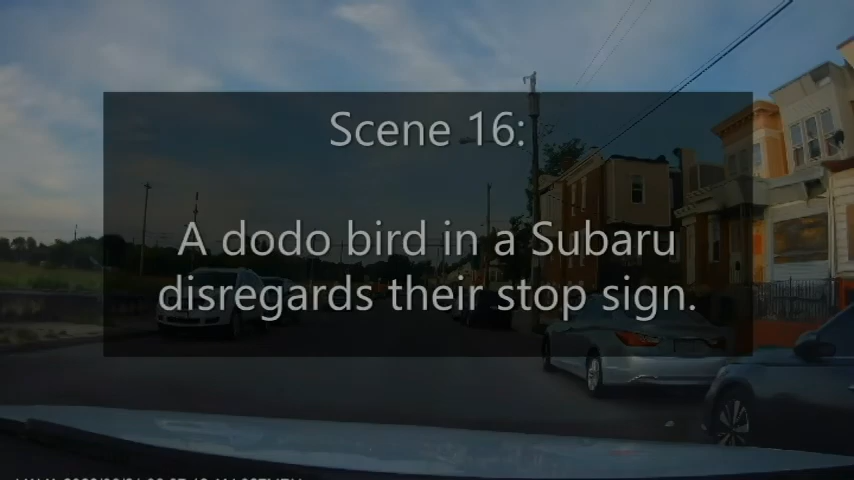 Scene 16:
A dodo bird in a Subaru
disregards their stop sign.